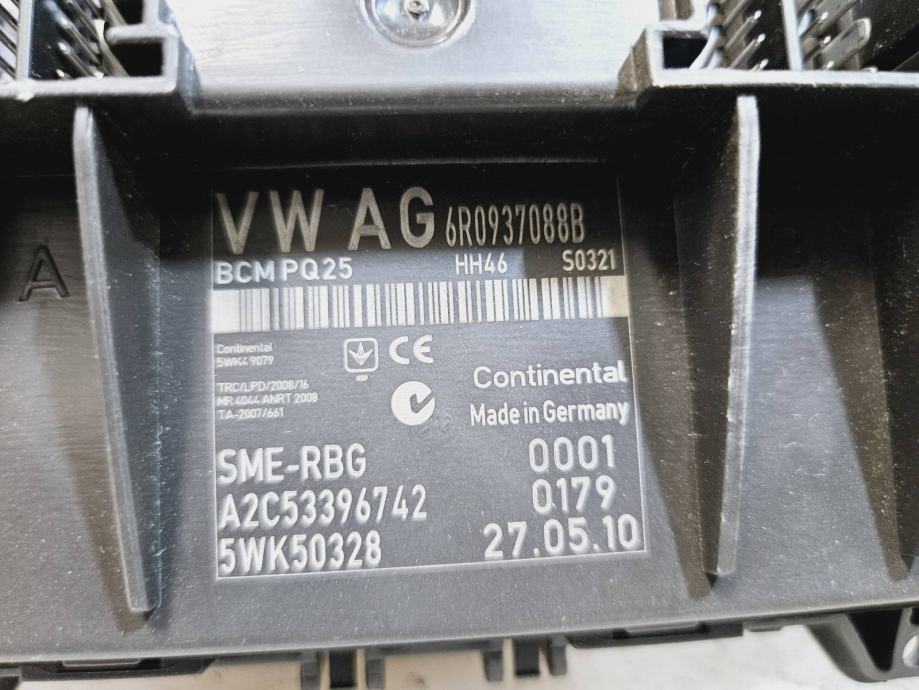 A
VW AG 6R0937088B
BCM PQ25 HH46 S0321
Continental
5WK4 9079
CE
TRC/LPD/2008/16
MR 4044 ANRT 2008
TA-2007/661
Continental
Made in Germany
SME-RBG 0001
A2C53396742 0179
5WK50328 27.05.10